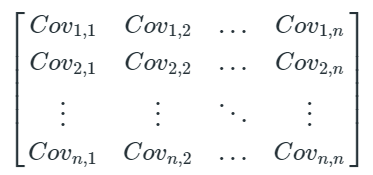 Cov1,1 Cov1,2 … Cov1,n
Cov2,1 Cov2,2 … Cov2,n
⋮ ⋮ ⋱ ⋮
Covn,1 Covn,2 … Covn,n